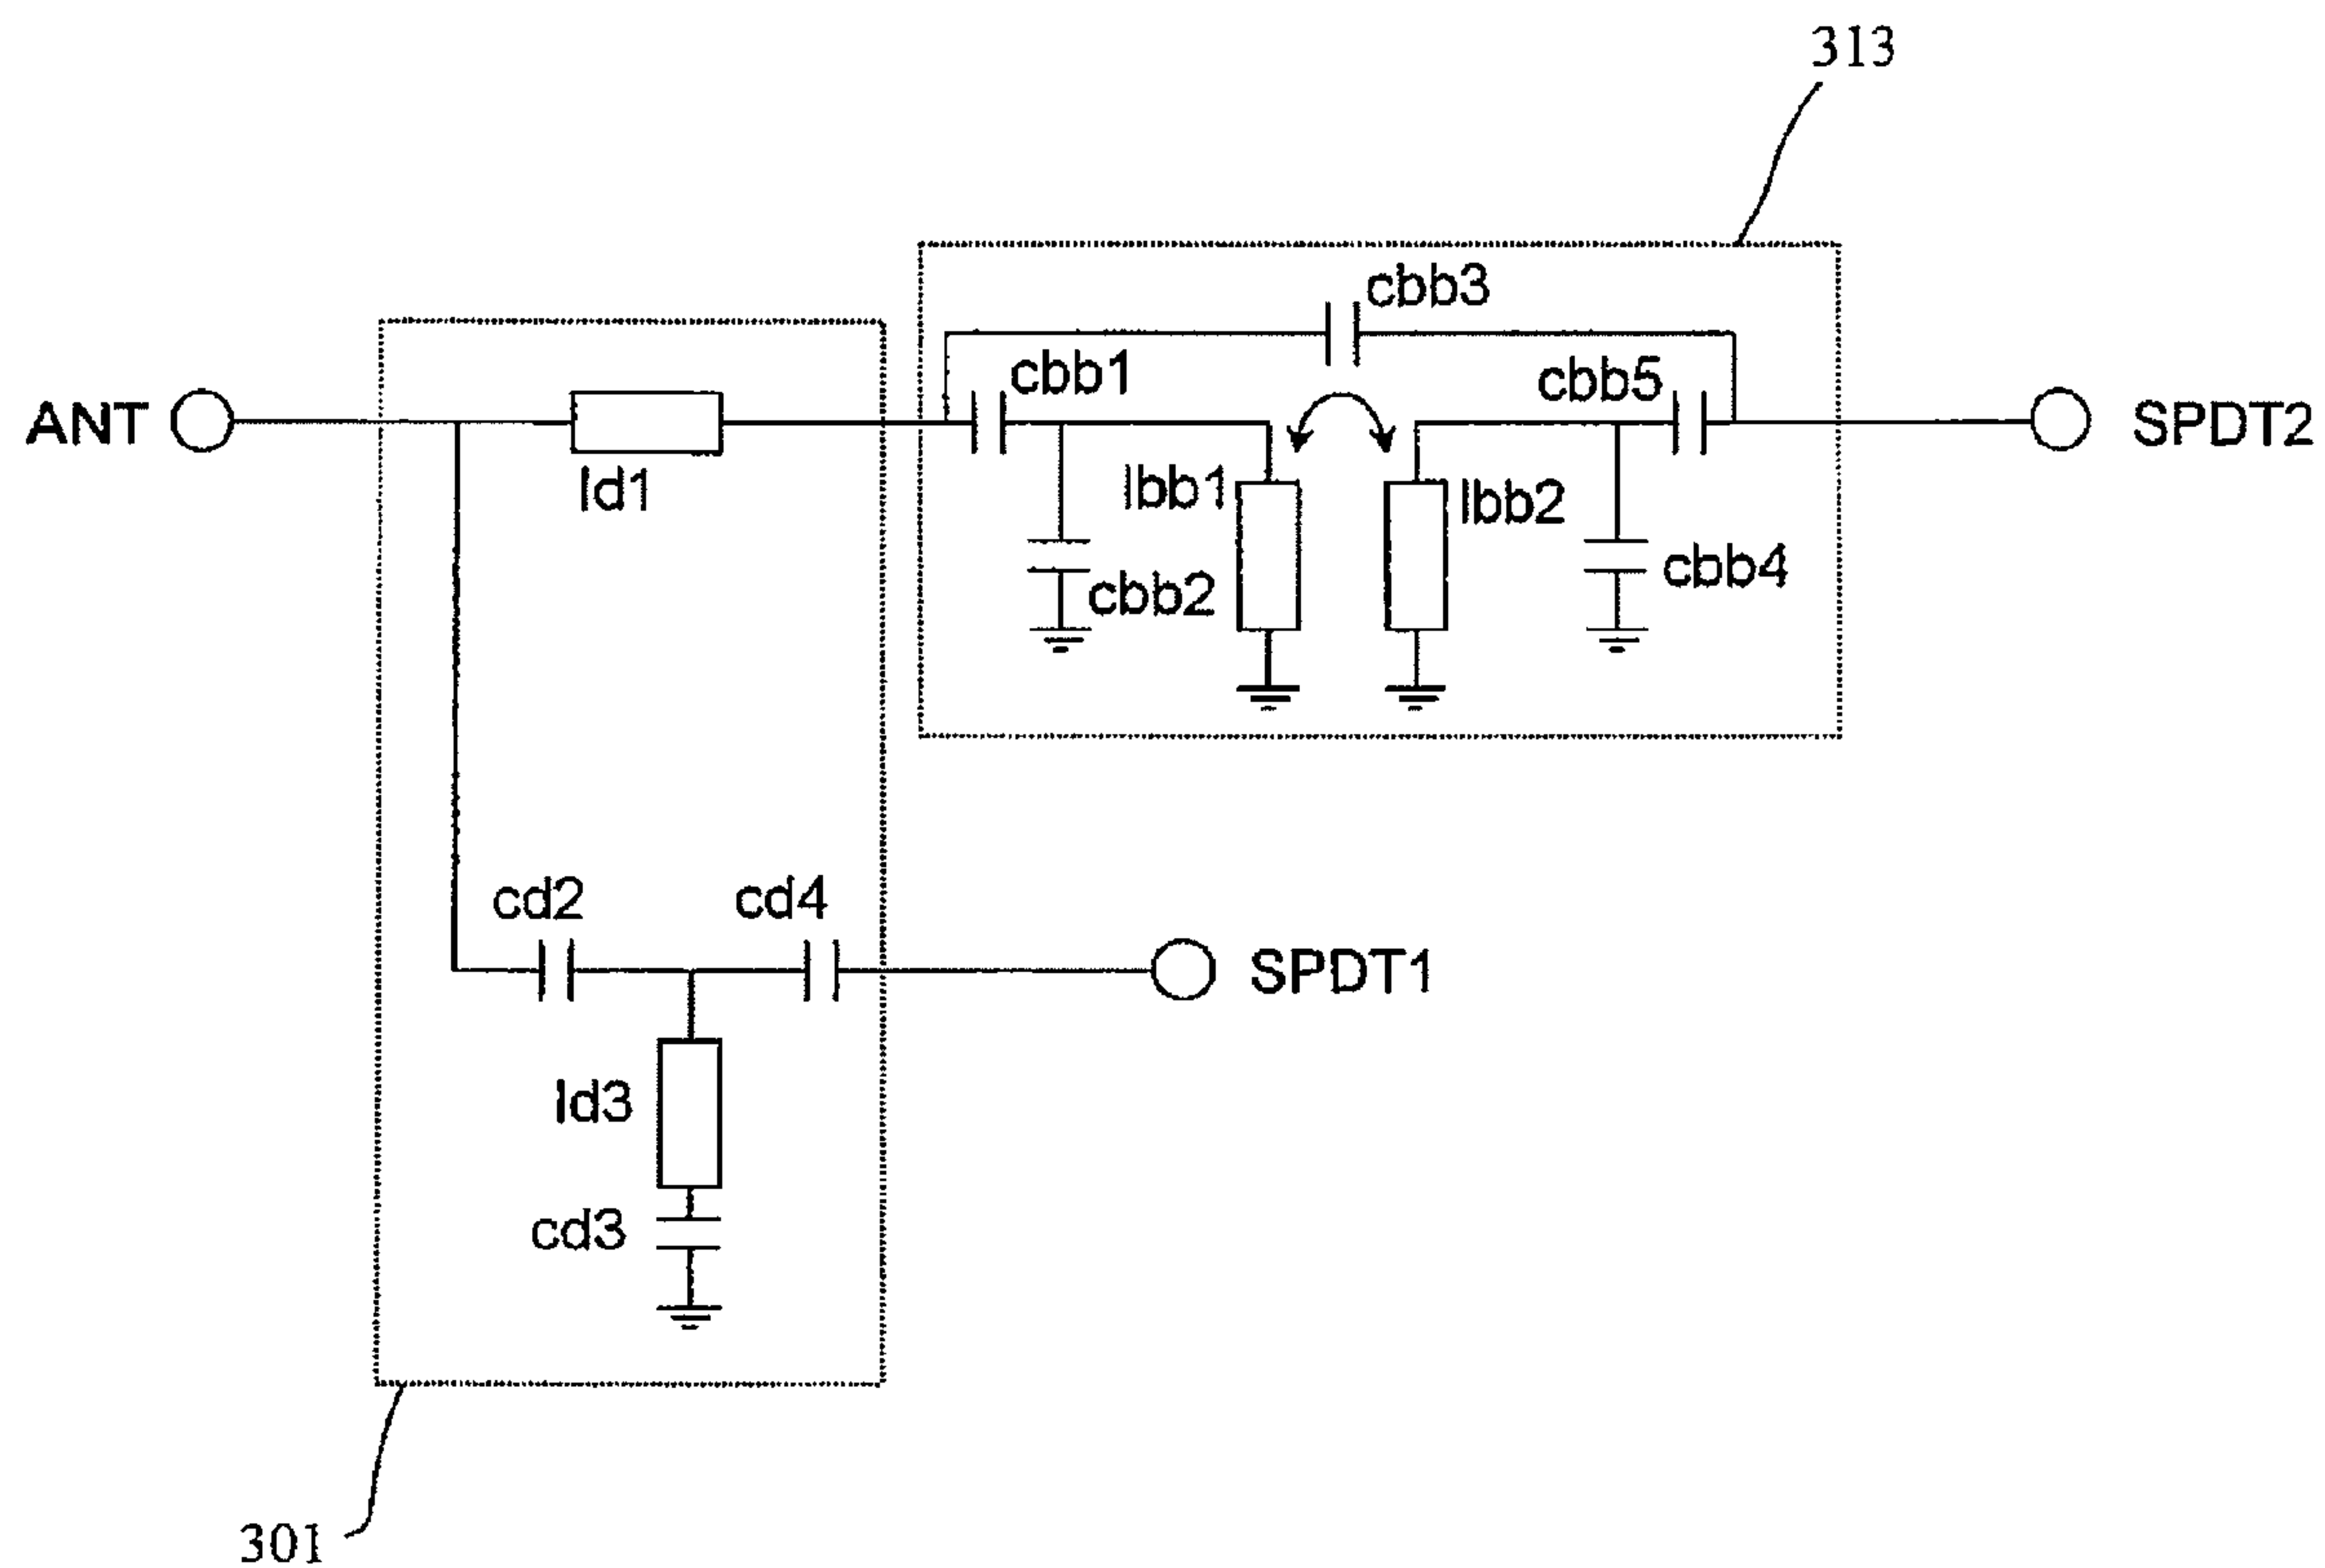 313
cbb3
cbb1
cbb5
ANT
SPDT2
ld1
lbb1
lbb2
cbb2
cbb4
cd2
cd4
SPDT1
ld3
cd3
301